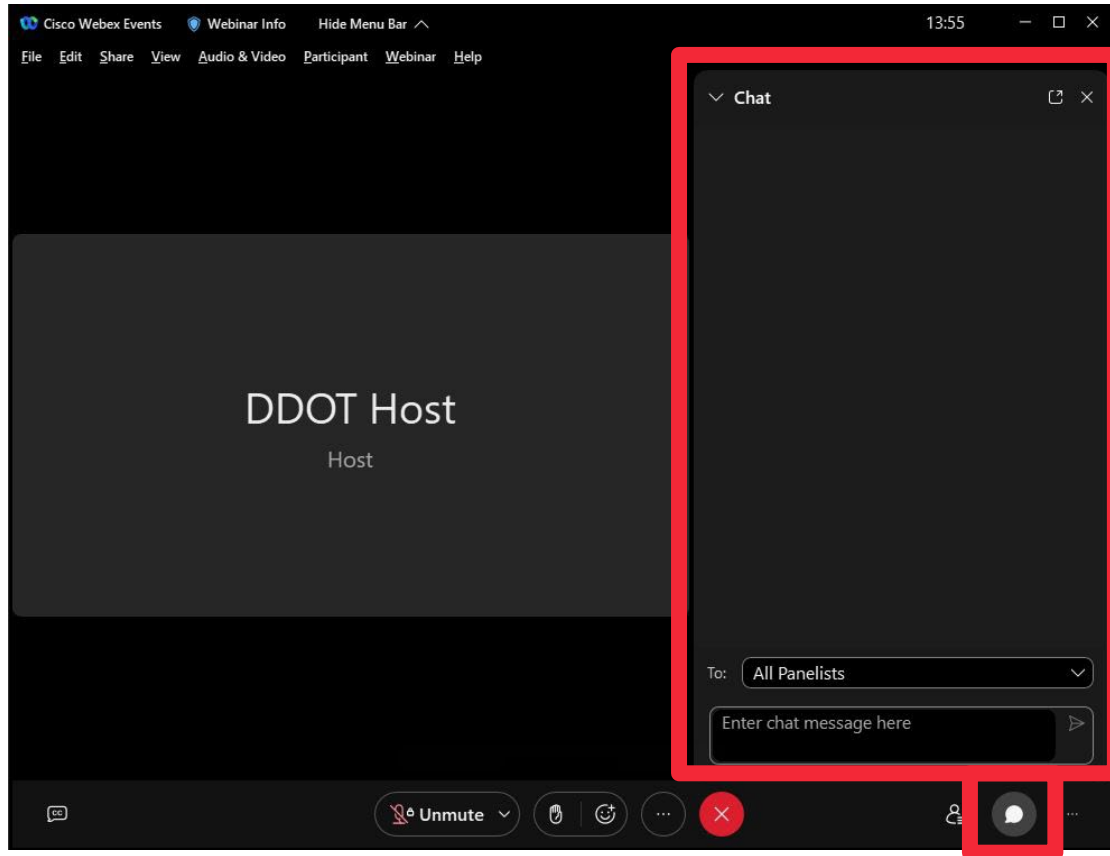 Cisco Webex Events Webinar Info Hide Menu Bar 13:55
File Edit Share View Audio & Video Participant Webinar Help
Chat
DDOT Host
Host
To: All Panelists
Enter chat message here
CC Unmute